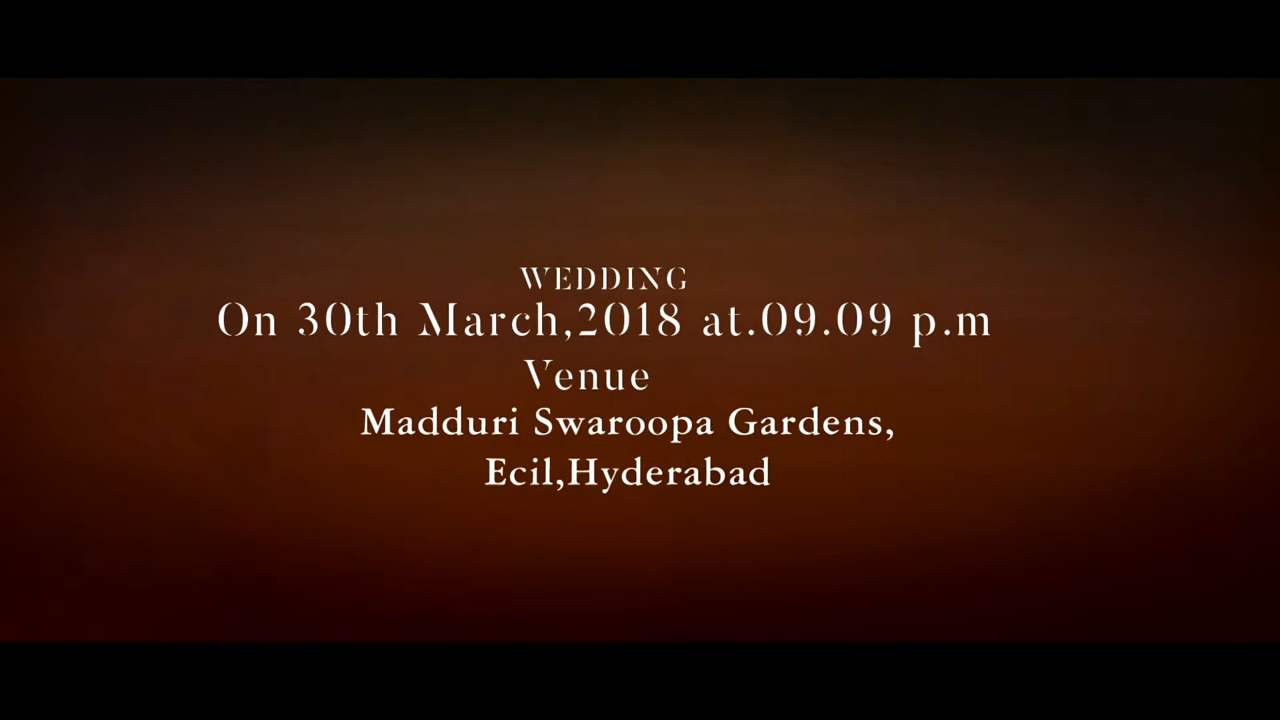 WEDDING
On 30th March,2018 at.09.09 p.m
Venue
Madduri Swaroopa Gardens,
Ecil,Hyderabad